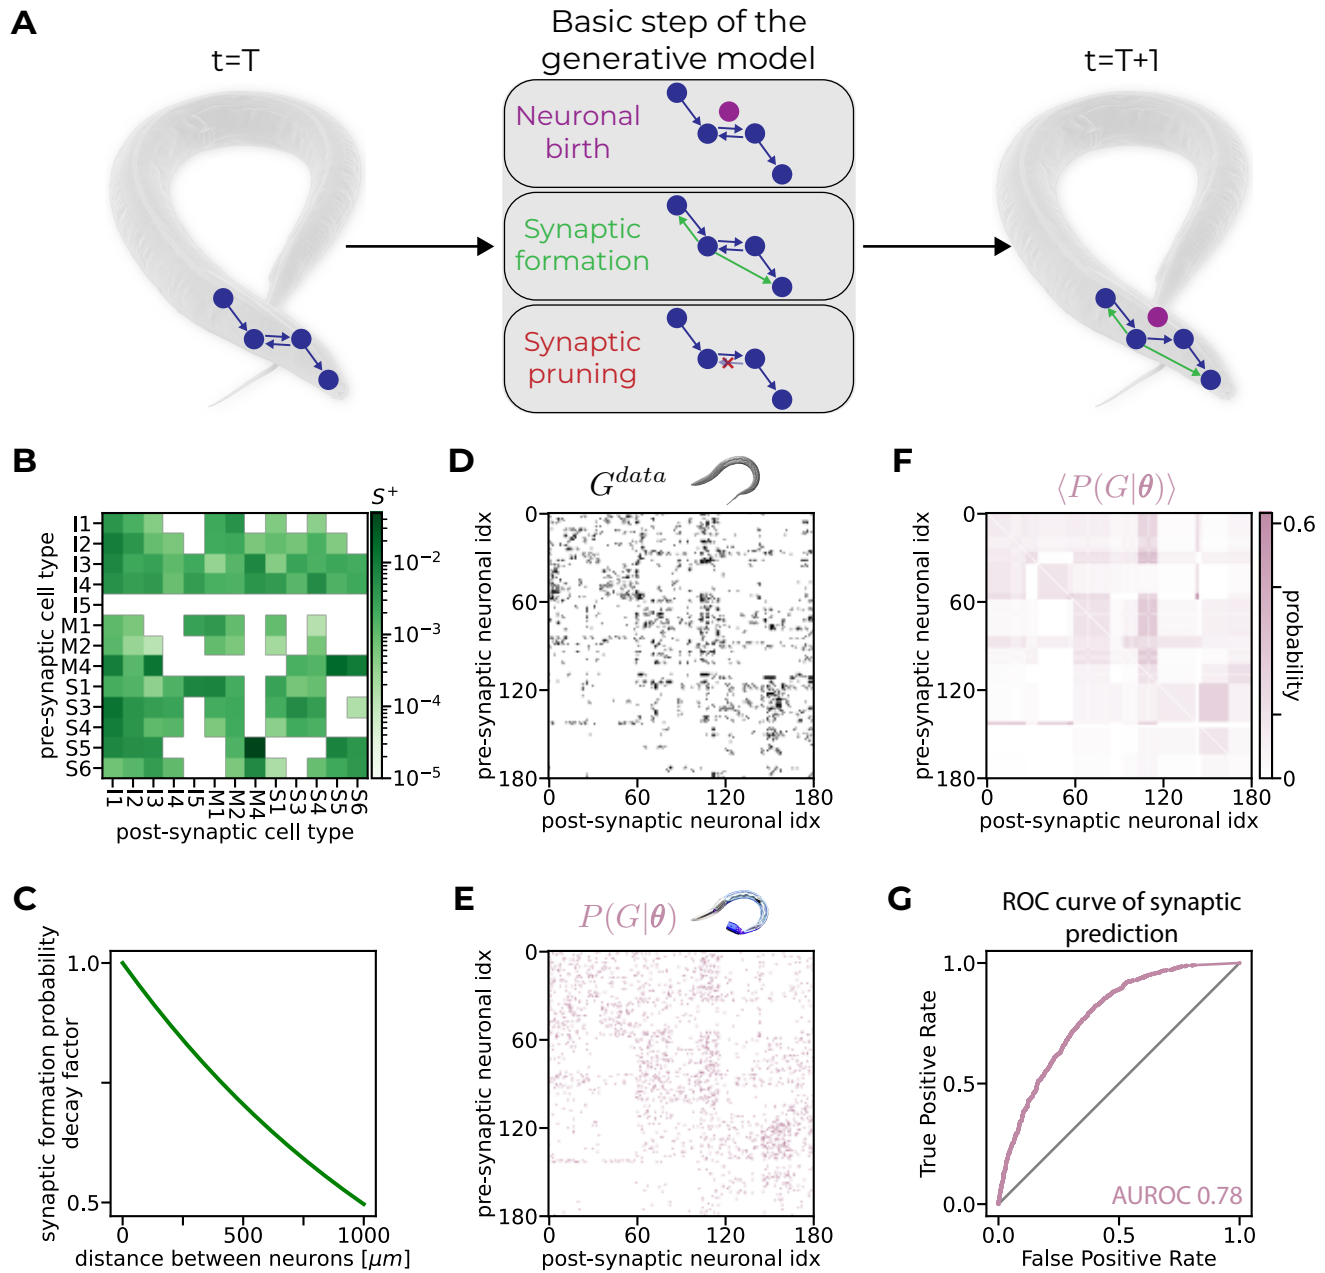 A
t=T
Basic step of the
generative model
t=T+1
Neuronal
birth
Synaptic
formation
Synaptic
pruning
B
S⁺
pre-synaptic cell type
I1
I2
I3
I4
I5
M1
M2
M4
S1
S3
S4
S5
S6
10⁻²
10⁻³
10⁻⁴
10⁻⁵
I1 I2 I3 I4 I5 M1 M2 M4 S1 S3 S4 S5 S6
post-synaptic cell type
D
G^{data}
pre-synaptic neuronal idx
0
60
120
180
0 60 120 180
post-synaptic neuronal idx
F
⟨P(G|θ)⟩
pre-synaptic neuronal idx
0
60
120
180
0 60 120 180
post-synaptic neuronal idx
0.6
0
probability
C
synaptic formation probability
decay factor
1.0
0.5
0 500 1000
distance between neurons [μm]
E
P(G|θ)
pre-synaptic neuronal idx
0
60
120
180
0 60 120 180
post-synaptic neuronal idx
G
ROC curve of synaptic
prediction
True Positive Rate
1.0
0.5
0.0
AUROC 0.78
0.0 0.5 1.0
False Positive Rate